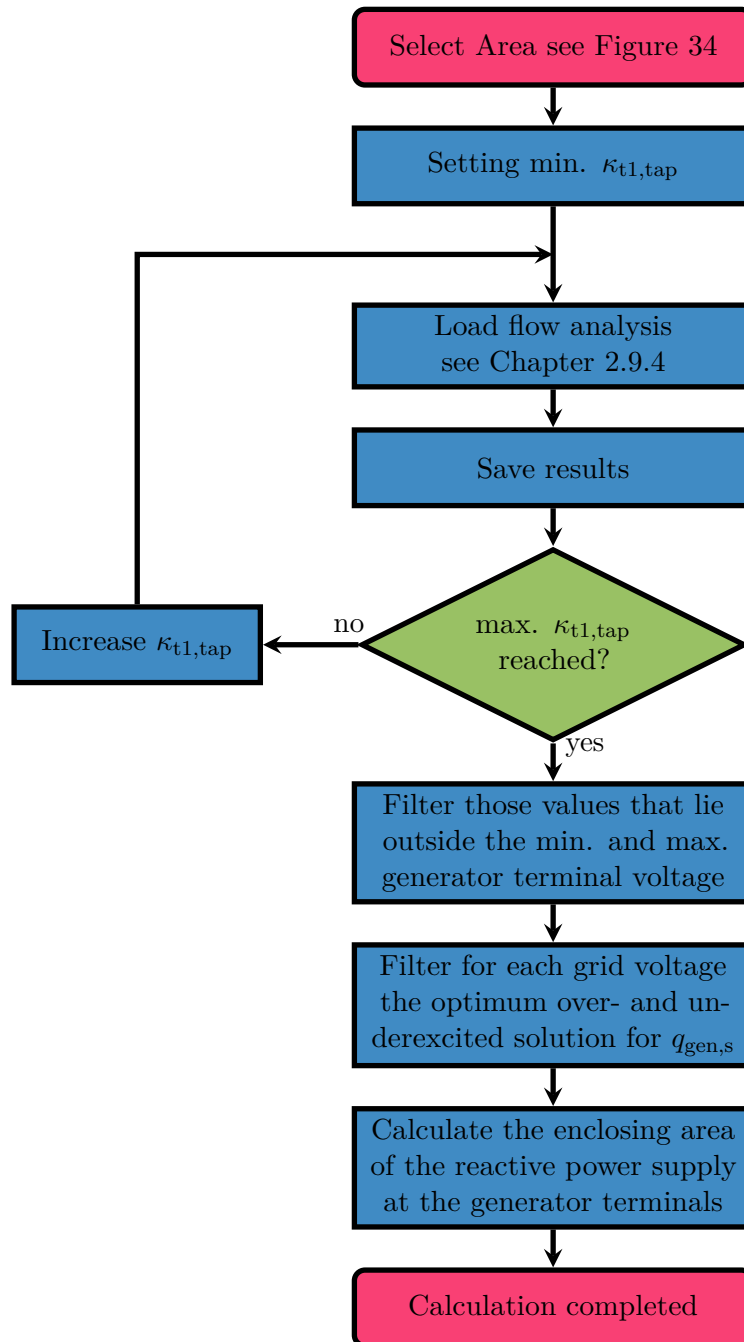 Select Area see Figure 34
Setting min. κt1,tap
Load flow analysis
see Chapter 2.9.4
Save results
no
Increase κt1,tap
max. κt1,tap
reached?
yes
Filter those values that lie
outside the min. and max.
generator terminal voltage
Filter for each grid voltage
the optimum over- and un-
derexcited solution for qgen,s
Calculate the enclosing area
of the reactive power supply
at the generator terminals
Calculation completed